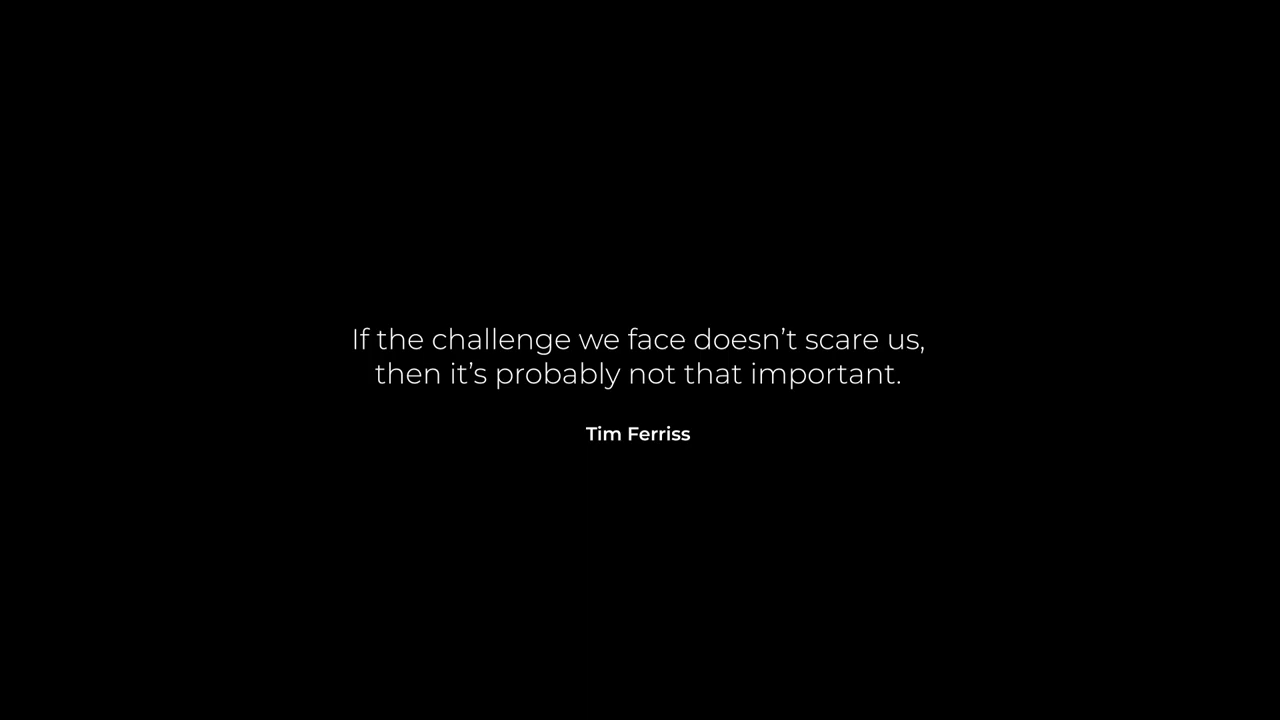 If the challenge we face doesn’t scare us,
then it’s probably not that important.
Tim Ferriss